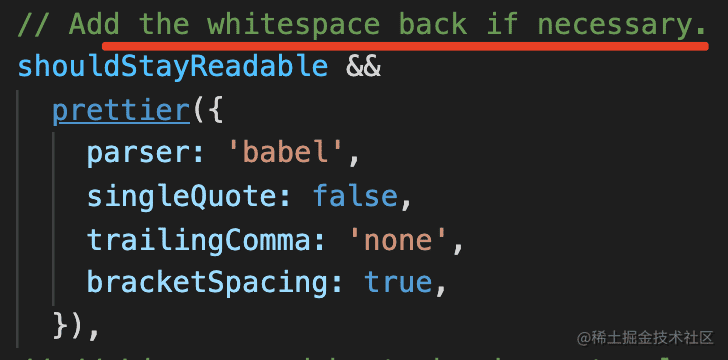 // Add the whitespace back if necessary.
shouldStayReadable &&
prettier({
parser: 'babel',
singleQuote: false,
trailingComma: 'none',
bracketSpacing: true,
}),
@稀土掘金技术社区